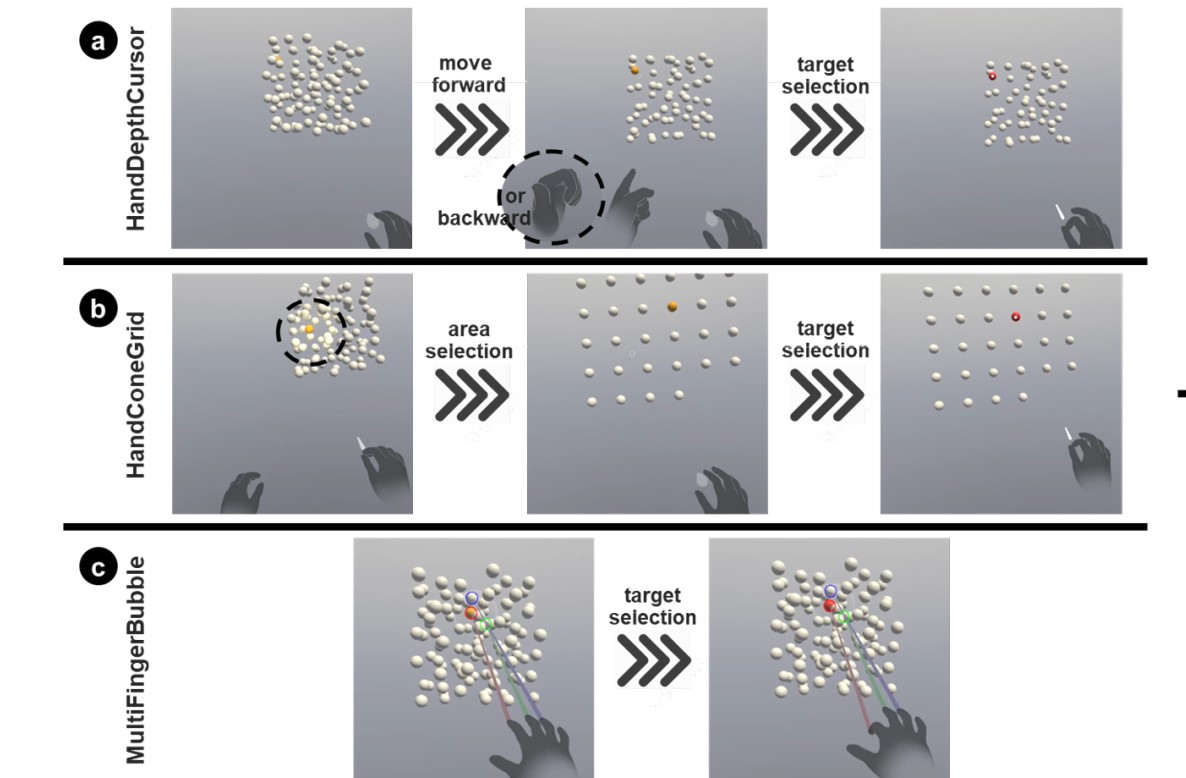 a
HandDepthCursor
move
forward
or
backward
target
selection
b
HandConeGrid
area
selection
target
selection
c
MultiFingerBubble
target
selection